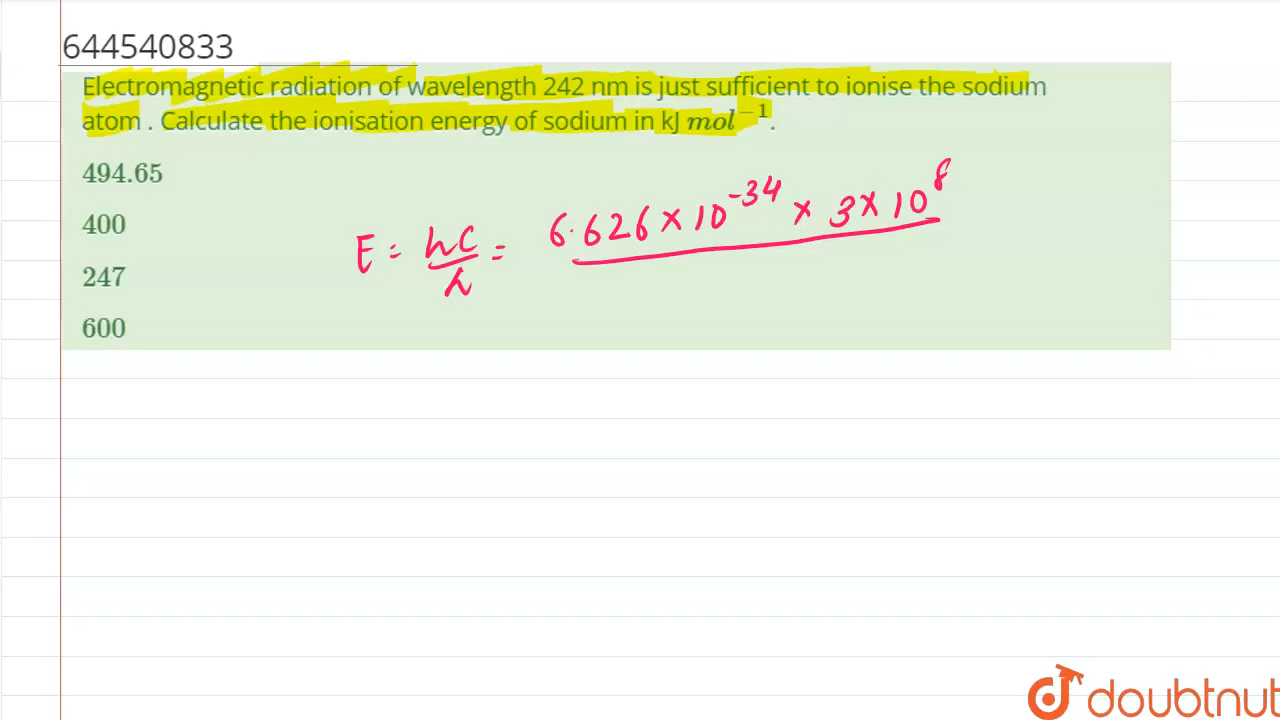 644540833
Electromagnetic radiation of wavelength 242 nm is just sufficient to ionise the sodium
atom . Calculate the ionisation energy of sodium in kJ mol⁻¹.
494.65
400
247
600
E = hc/λ = 6.626 × 10⁻³⁴ × 3 × 10⁸
doubtnut